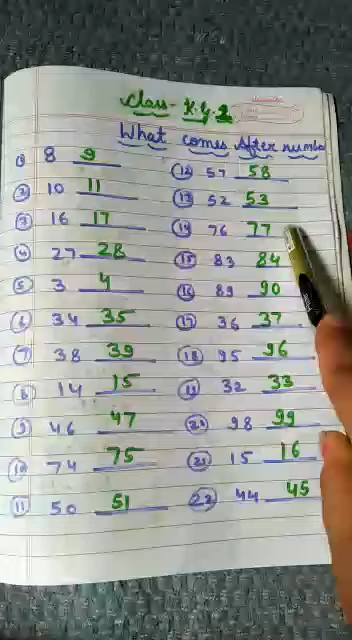 Class - K.G-2
What comes After number
① 8 9
② 10 11
③ 16 17
④ 27 28
⑤ 3 4
⑥ 34 35
⑦ 38 39
⑧ 14 15
⑨ 46 47
⑩ 74 75
⑪ 50 51
⑫ 57 58
⑬ 52 53
⑭ 76 77
⑮ 83 84
⑯ 89 90
⑰ 36 37
⑱ 95 96
⑲ 32 33
⑳ 98 99
㉑ 15 16
㉒ 44 45